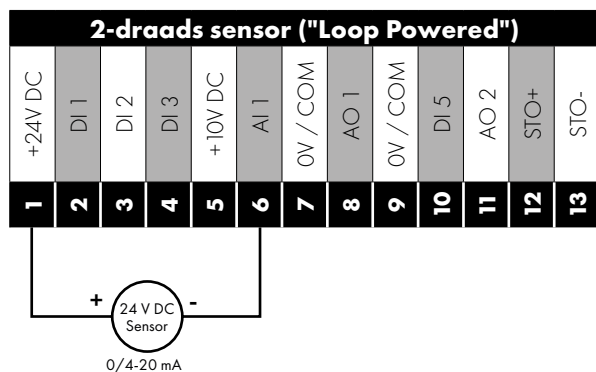 2-draads sensor ("Loop Powered")
+24V DC
DI 1
DI 2
DI 3
+10V DC
AI 1
0V / COM
AO 1
0V / COM
DI 5
AO 2
STO+
STO-
1
2
3
4
5
6
7
8
9
10
11
12
13
+
-
24 V DC
Sensor
0/4-20 mA